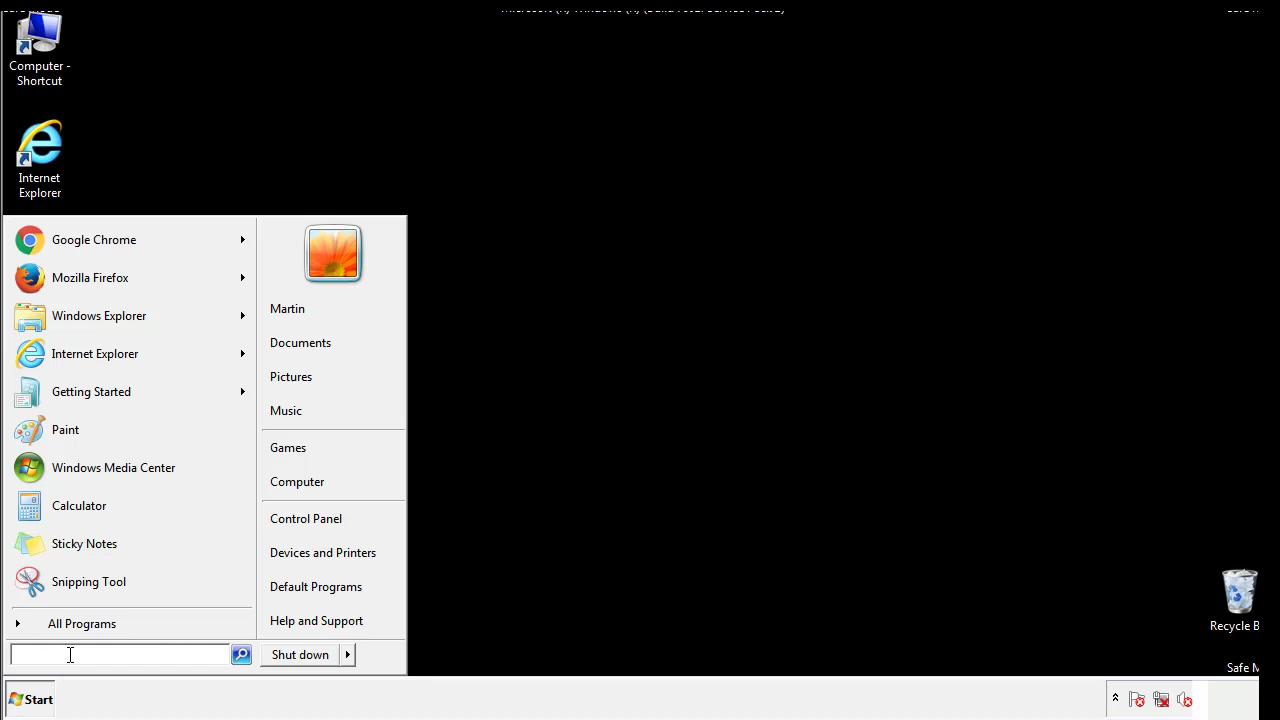 Computer -
Shortcut
Internet
Explorer
Google Chrome
Mozilla Firefox
Windows Explorer
Internet Explorer
Getting Started
Paint
Windows Media Center
Calculator
Sticky Notes
Snipping Tool
All Programs
Martin
Documents
Pictures
Music
Games
Computer
Control Panel
Devices and Printers
Default Programs
Help and Support
Shut down
Start
Recycle B
Safe M